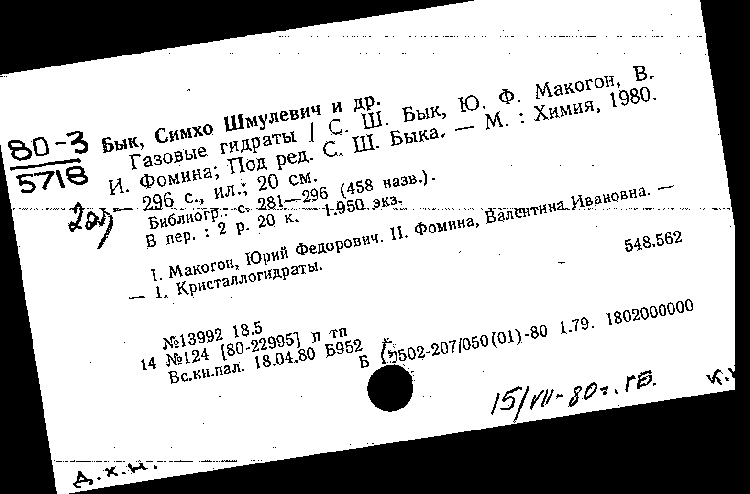 80-3
5718
Бык, Симхо Шмулевич и др.
Газовые гидраты / С. Ш. Бык, Ю. Ф. Макогон, В.
И. Фомина; Под ред. С. Ш. Быка. — М. : Химия, 1980.
— 296 с., ил.; 20 см.
Библиогр.: с. 281—296 (458 назв.).
В пер. : 2 р. 20 к. 1.950 экз.
I. Макогон, Юрий Федорович. II. Фомина, Валентина Ивановна. —
— 1. Кристаллогидраты.
548.562
№13992 18.5
14 №124 [80-22995] п тп
Вс.кн.пал. 18.04.80 Б952
Б 502-207/050(01)-80 1.79. 1802000000
15/VII-80г. ГБ.
Д.Х.Н.